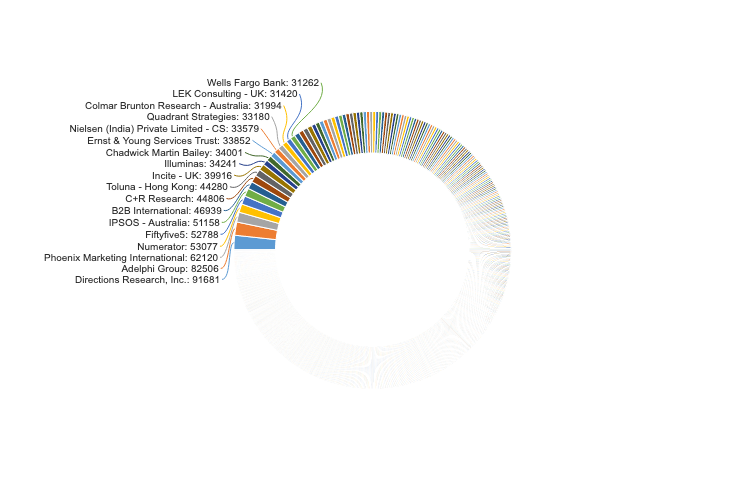 Wells Fargo Bank: 31262
LEK Consulting - UK: 31420
Colmar Brunton Research - Australia: 31994
Quadrant Strategies: 33180
Nielsen (India) Private Limited - CS: 33579
Ernst & Young Services Trust: 33852
Chadwick Martin Bailey: 34001
Illuminas: 34241
Incite - UK: 39916
Toluna - Hong Kong: 44280
C+R Research: 44806
B2B International: 46939
IPSOS - Australia: 51158
Fiftyfive5: 52788
Numerator: 53077
Phoenix Marketing International: 62120
Adelphi Group: 82506
Directions Research, Inc.: 91681